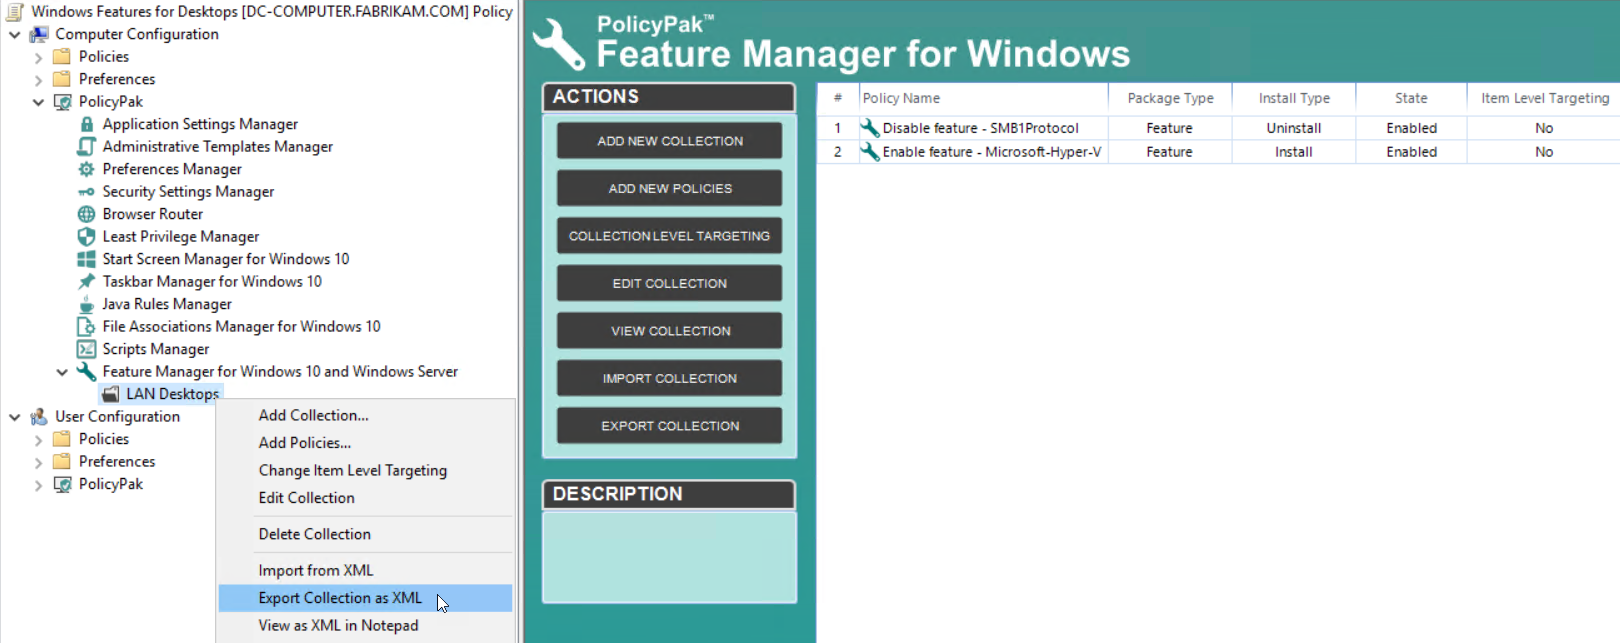 Windows Features for Desktops [DC-COMPUTER.FABRIKAM.COM] Policy
Computer Configuration
Policies
Preferences
PolicyPak
Application Settings Manager
Administrative Templates Manager
Preferences Manager
Security Settings Manager
Browser Router
Least Privilege Manager
Start Screen Manager for Windows 10
Taskbar Manager for Windows 10
Java Rules Manager
File Associations Manager for Windows 10
Scripts Manager
Feature Manager for Windows 10 and Windows Server
LAN Desktops
User Configuration
Policies
Preferences
PolicyPak
Add Collection...
Add Policies...
Change Item Level Targeting
Edit Collection
Delete Collection
Import from XML
Export Collection as XML
View as XML in Notepad
PolicyPak™
Feature Manager for Windows
ACTIONS
ADD NEW COLLECTION
ADD NEW POLICIES
COLLECTION LEVEL TARGETING
EDIT COLLECTION
VIEW COLLECTION
IMPORT COLLECTION
EXPORT COLLECTION
DESCRIPTION
# Policy Name Package Type Install Type State Item Level Targeting
1 Disable feature - SMB1Protocol Feature Uninstall Enabled No
2 Enable feature - Microsoft-Hyper-V Feature Install Enabled No